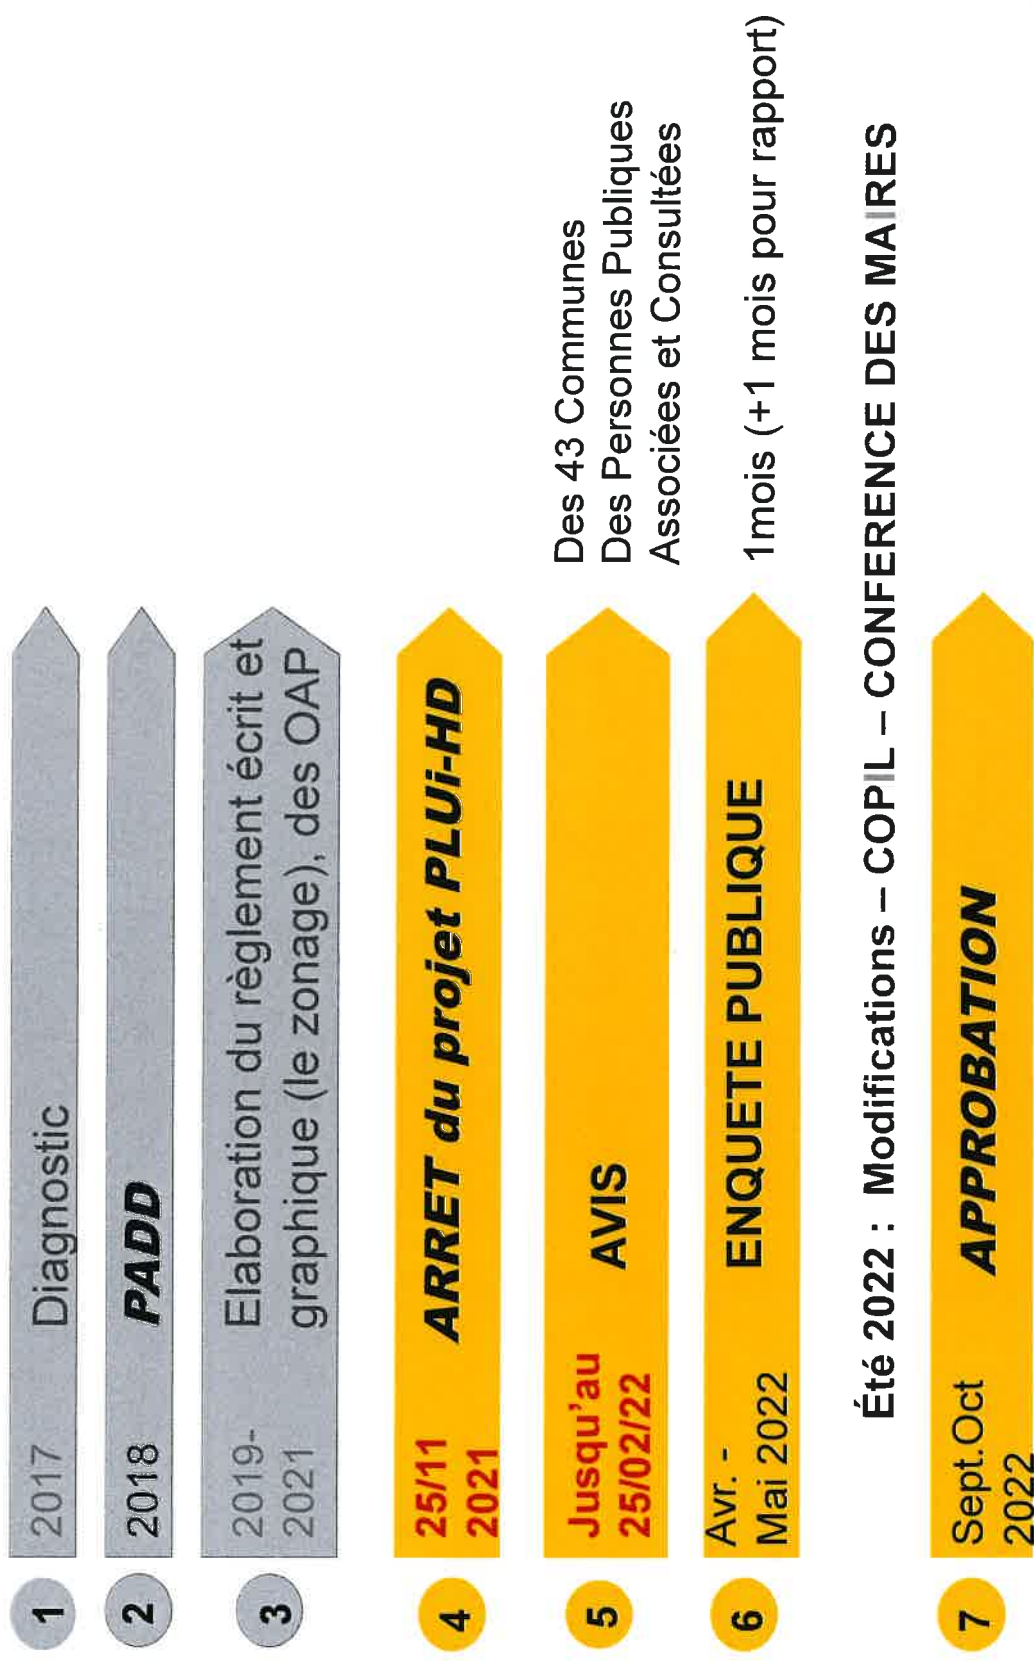 1
2017
Diagnostic
2
2018
PADD
3
2019-
2021
Elaboration du règlement écrit et
graphique (le zonage), des OAP
4
25/11
2021
ARRET du projet PLUi-HD
5
Jusqu'au
25/02/22
AVIS
Des 43 Communes
Des Personnes Publiques
Associées et Consultées
6
Avr. -
Mai 2022
ENQUETE PUBLIQUE
1mois (+1 mois pour rapport)
Été 2022 : Modifications – COPIL – CONFERENCE DES MAIRES
7
Sept.Oct
2022
APPROBATION